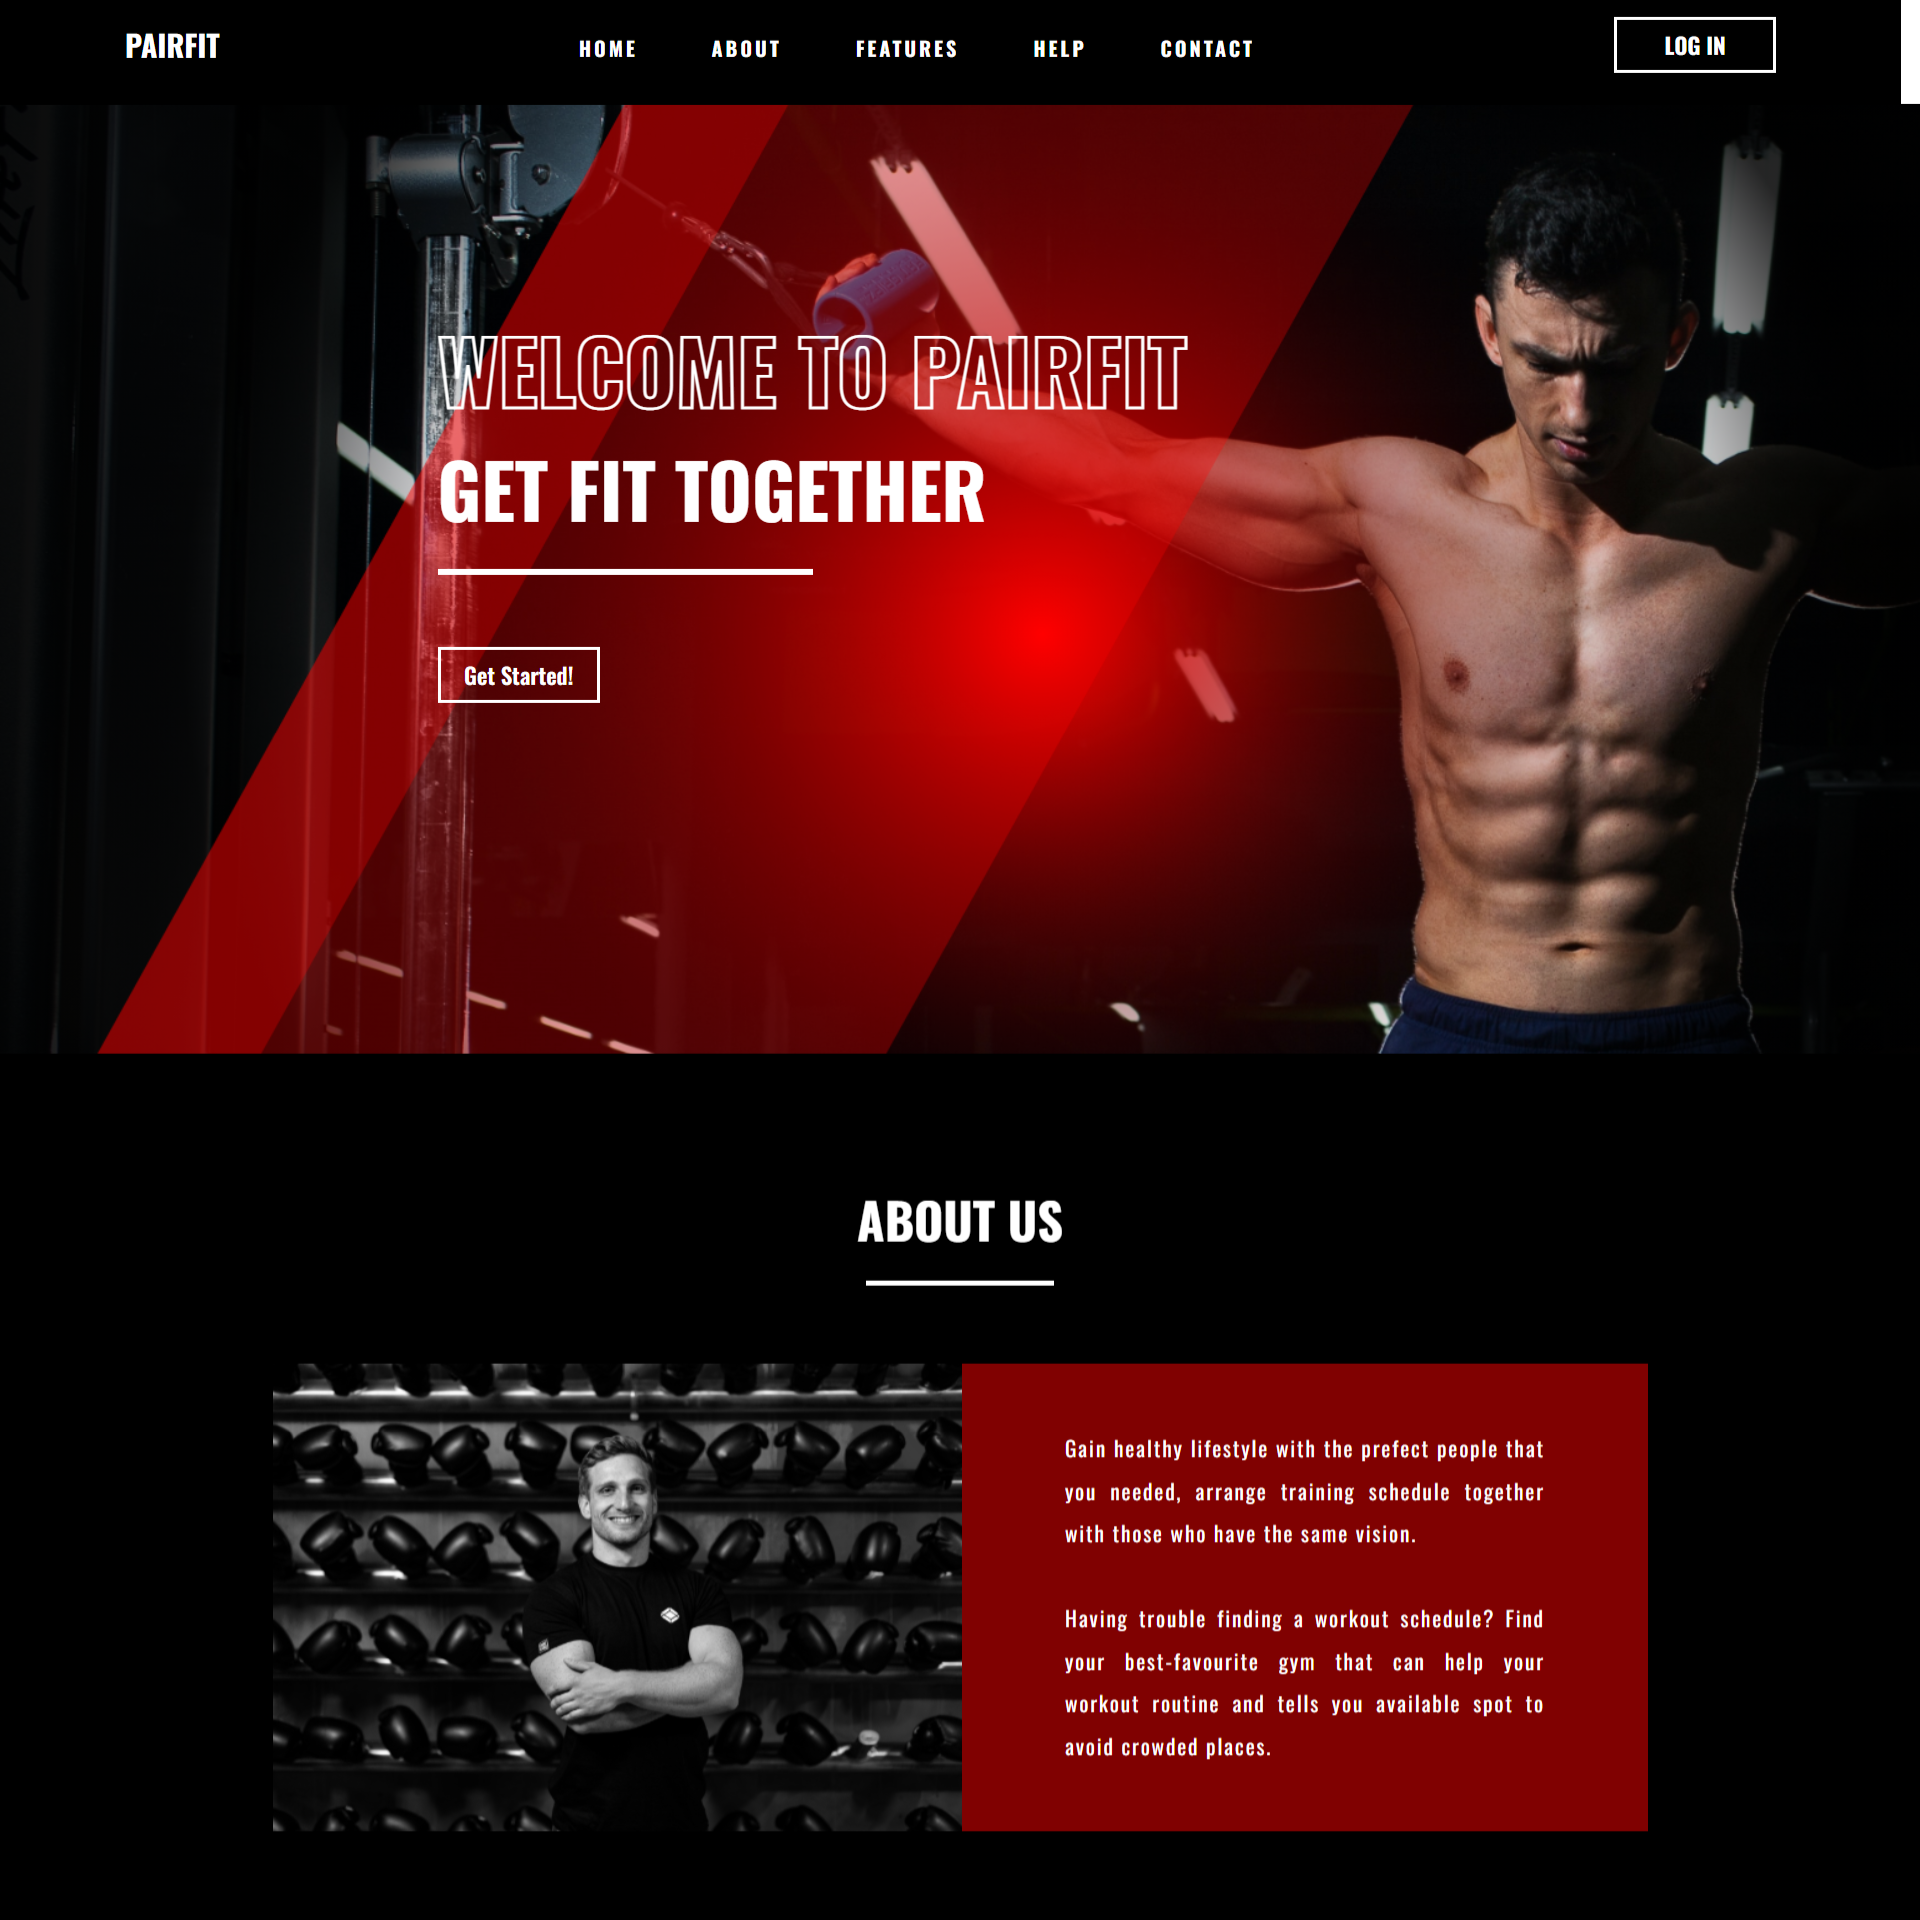 PAIRFIT
HOME ABOUT FEATURES HELP CONTACT
LOG IN
WELCOME TO PAIRFIT
GET FIT TOGETHER
Get Started!
ABOUT US
Gain healthy lifestyle with the prefect people that
you needed, arrange training schedule together
with those who have the same vision.
Having trouble finding a workout schedule? Find
your best-favourite gym that can help your
workout routine and tells you available spot to
avoid crowded places.